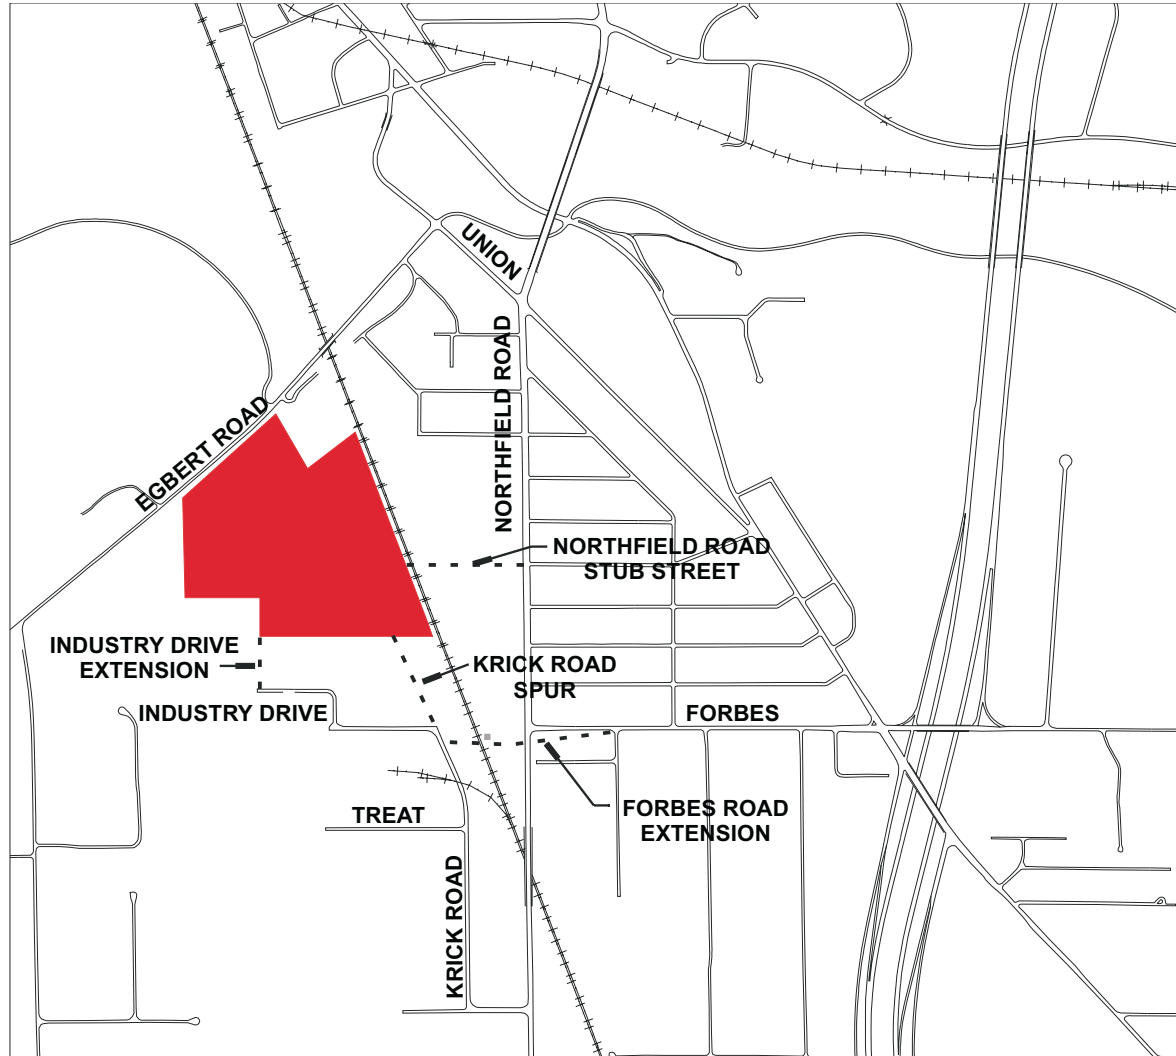 UNION
NORTHFIELD ROAD
EGBERT ROAD
NORTHFIELD ROAD
STUB STREET
INDUSTRY DRIVE
EXTENSION
KRICK ROAD
SPUR
INDUSTRY DRIVE
FORBES
TREAT
FORBES ROAD
EXTENSION
KRICK ROAD